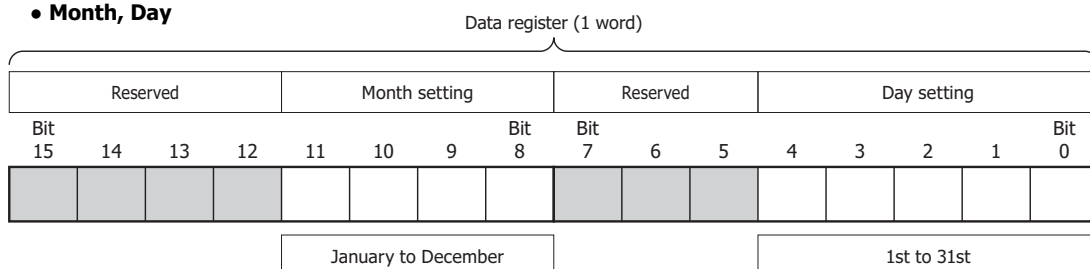 • Month, Day
Data register (1 word)
Reserved Month setting Reserved Day setting
Bit Bit Bit Bit
15 14 13 12 11 10 9 8 7 6 5 4 3 2 1 0
January to December 1st to 31st